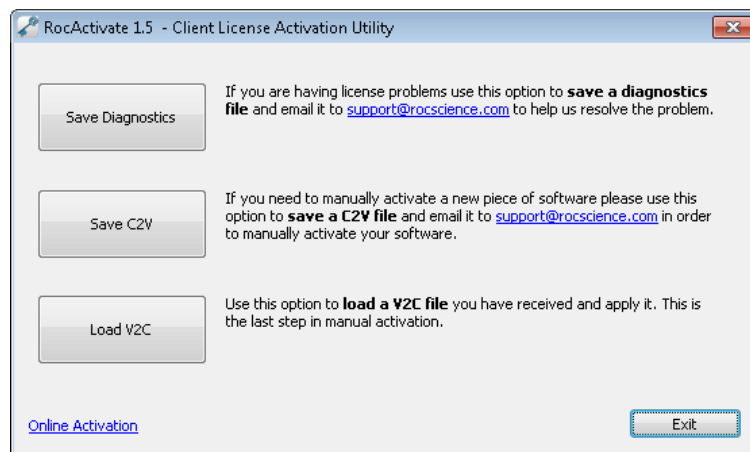 RocActivate 1.5 - Client License Activation Utility
Save Diagnostics
If you are having license problems use this option to save a diagnostics
file and email it to support@rocscience.com to help us resolve the problem.
Save C2V
If you need to manually activate a new piece of software please use this
option to save a C2V file and email it to support@rocscience.com in order
to manually activate your software.
Load V2C
Use this option to load a V2C file you have received and apply it. This is
the last step in manual activation.
Online Activation
Exit